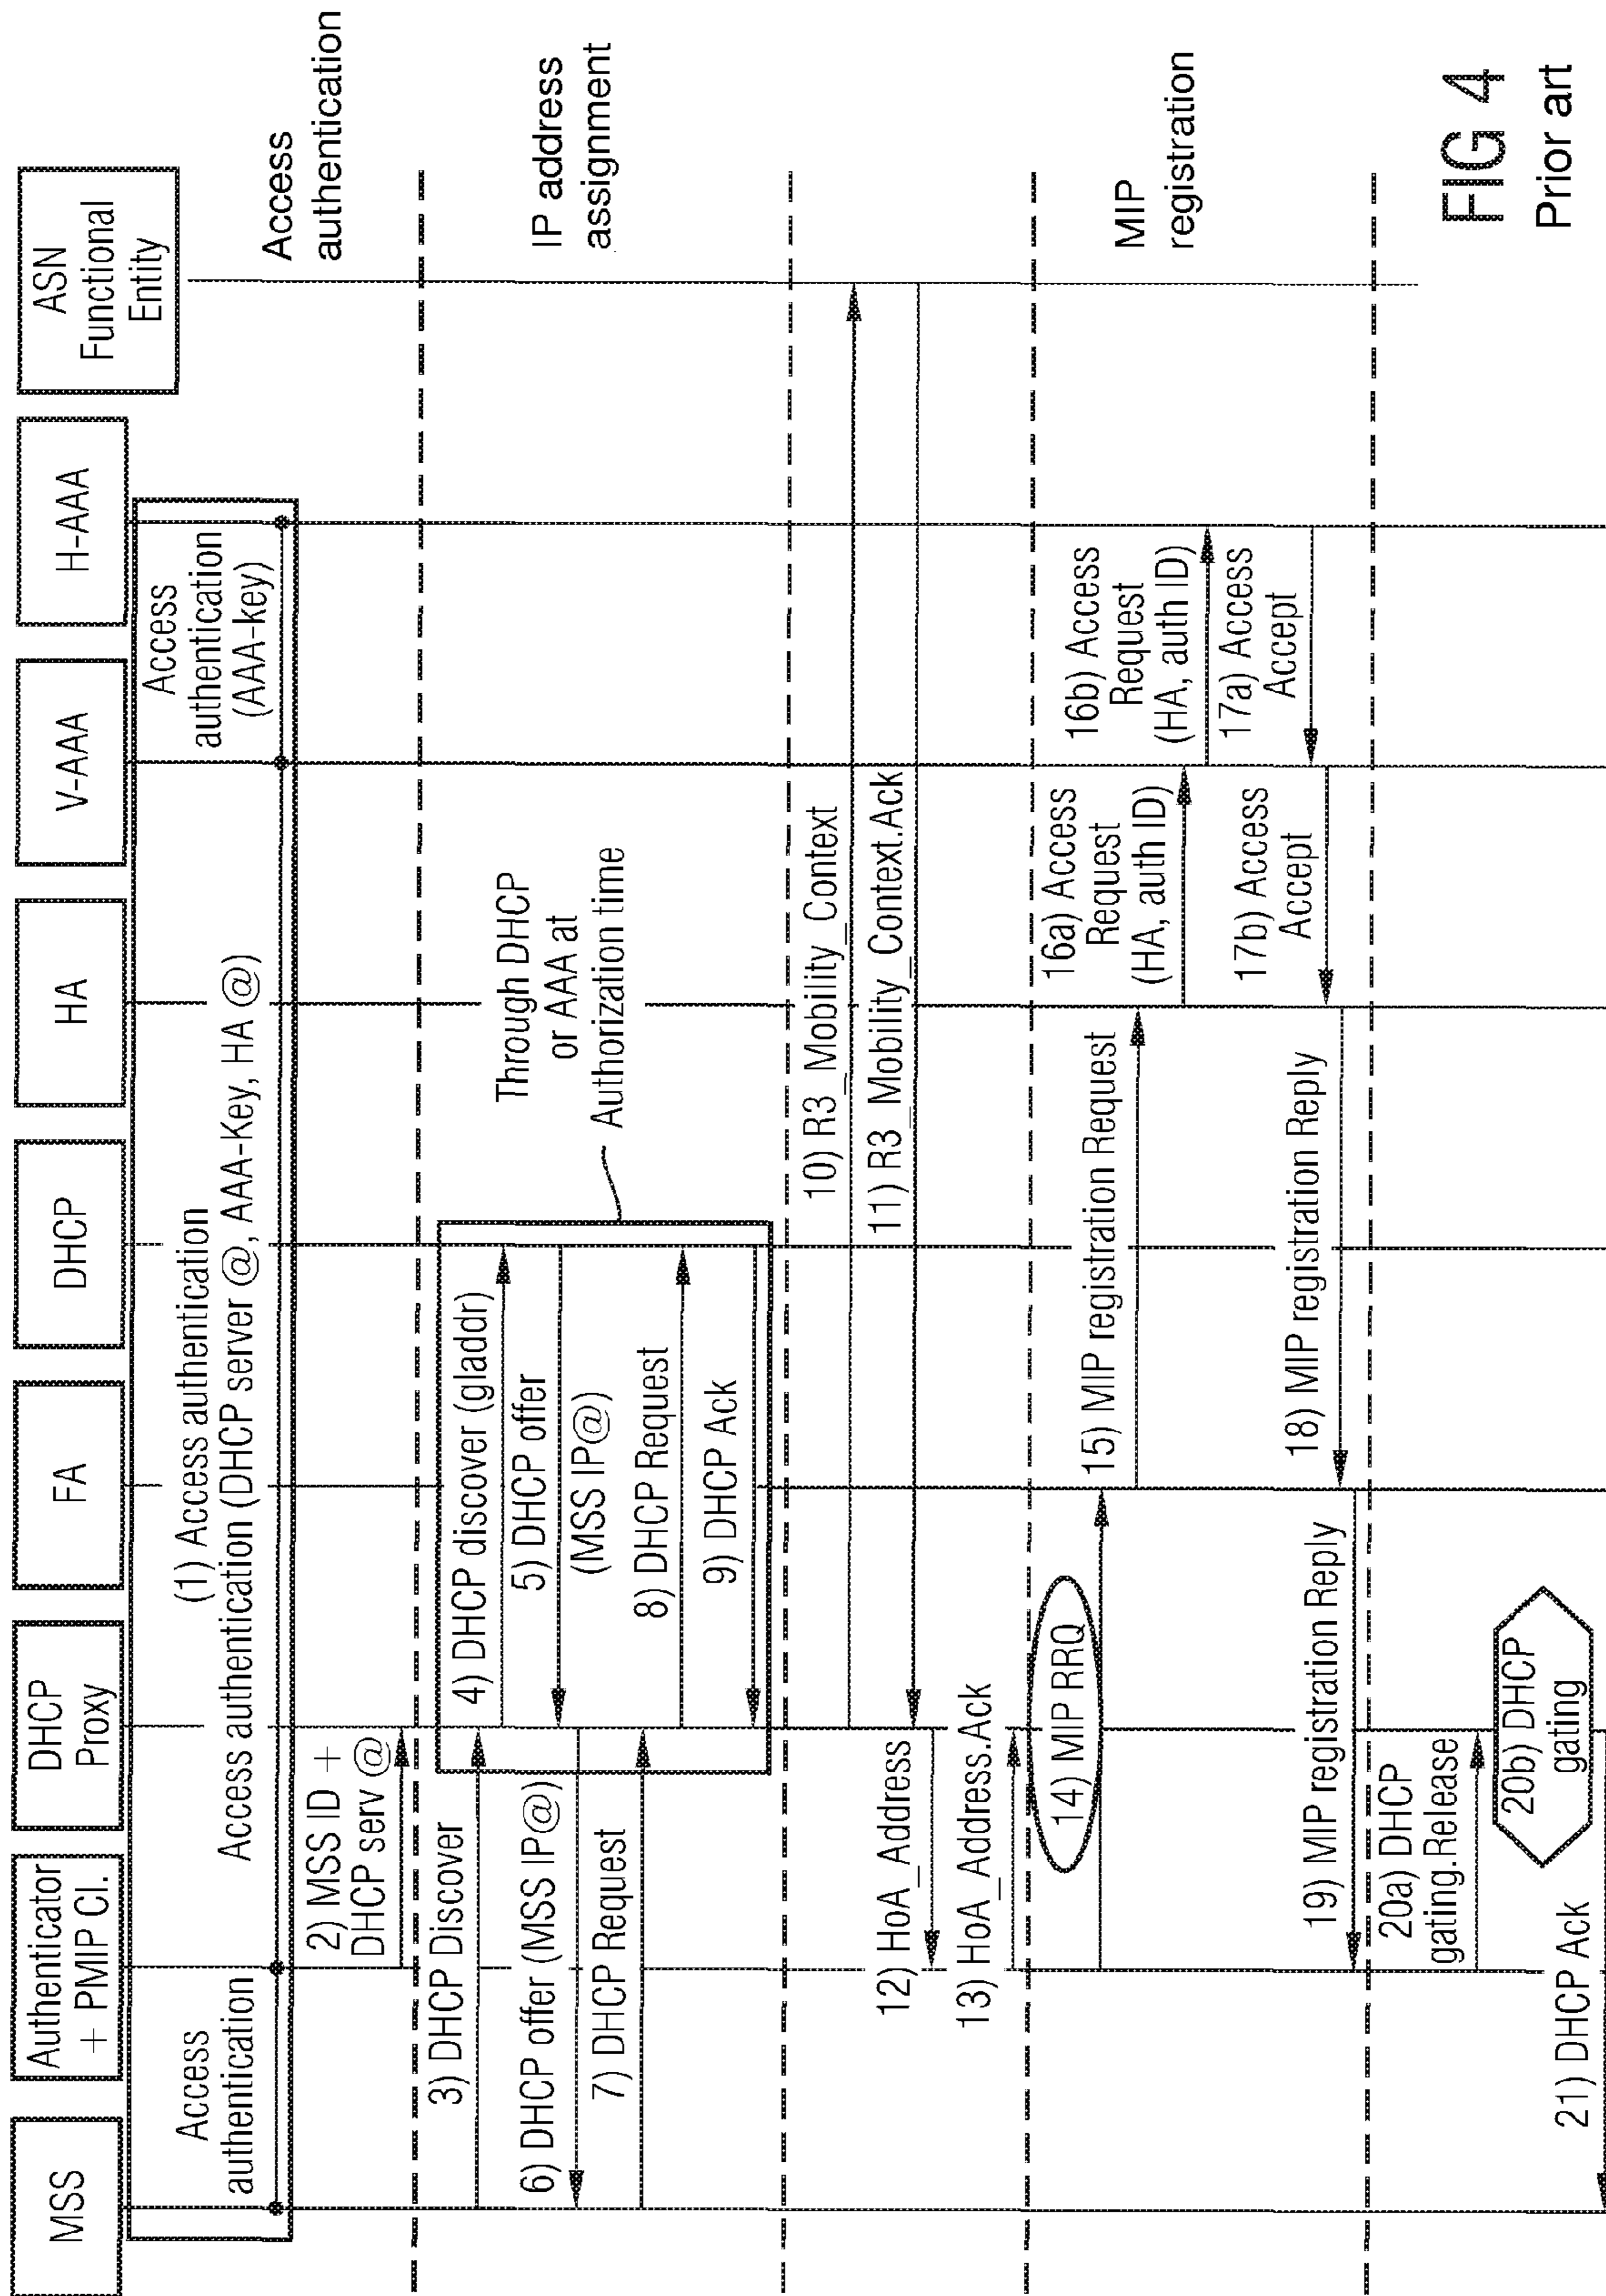 MSS
Authenticator
+ PMIP Cl.
DHCP
Proxy
FA
DHCP
HA
V-AAA
H-AAA
ASN
Functional
Entity
Access
authentication
(1) Access authentication
Access authentication (DHCP server @, AAA-Key, HA @)
Access
authentication
(AAA-key)
Access
authentication
2) MSS ID +
DHCP serv @
3) DHCP Discover
4) DHCP discover (gladdr)
5) DHCP offer
(MSS IP@)
6) DHCP offer (MSS IP@)
7) DHCP Request
8) DHCP Request
9) DHCP Ack
Through DHCP
or AAA at
Authorization time
IP address
assignment
10) R3_Mobility_Context
11) R3_Mobility_Context.Ack
12) HoA_Address
13) HoA_Address.Ack
14) MIP RRQ
15) MIP registration Request
16a) Access
Request
(HA, auth ID)
16b) Access
Request
(HA, auth ID)
17a) Access
Accept
17b) Access
Accept
18) MIP registration Reply
19) MIP registration Reply
MIP
registration
20a) DHCP
gating.Release
20b) DHCP
gating
21) DHCP Ack
FIG 4
Prior art